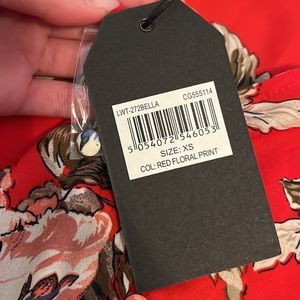 LWT-272BELLA CG555114
5 054072 546053
SIZE: XS
COL: RED FLORAL PRINT